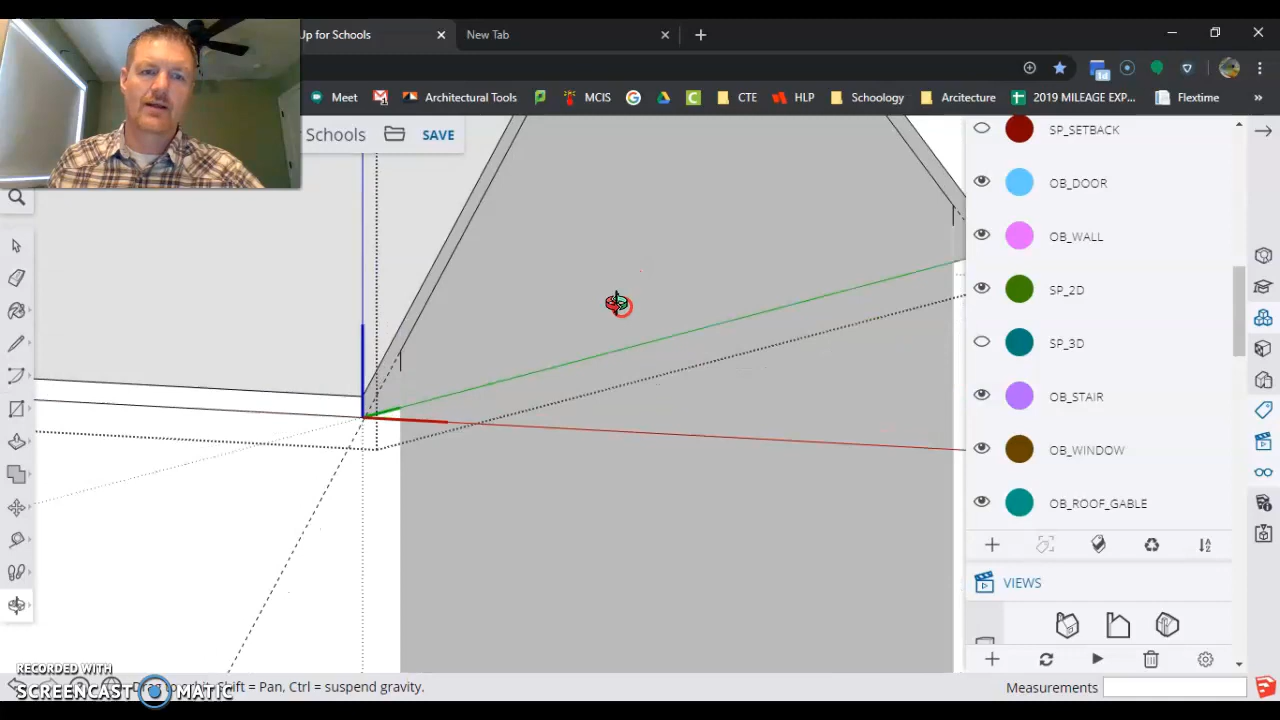 Up for Schools
New Tab
Meet
Architectural Tools
MCIS
CTE
HLP
Schoology
Arcitecture
2019 MILEAGE EXP...
Flextime
»
Schools
SAVE
SP_SETBACK
OB_DOOR
OB_WALL
SP_2D
SP_3D
OB_STAIR
OB_WINDOW
OB_ROOF_GABLE
VIEWS
RECORDED WITH
SCREENCAST MATIC
Shift = Pan, Ctrl = suspend gravity.
Measurements